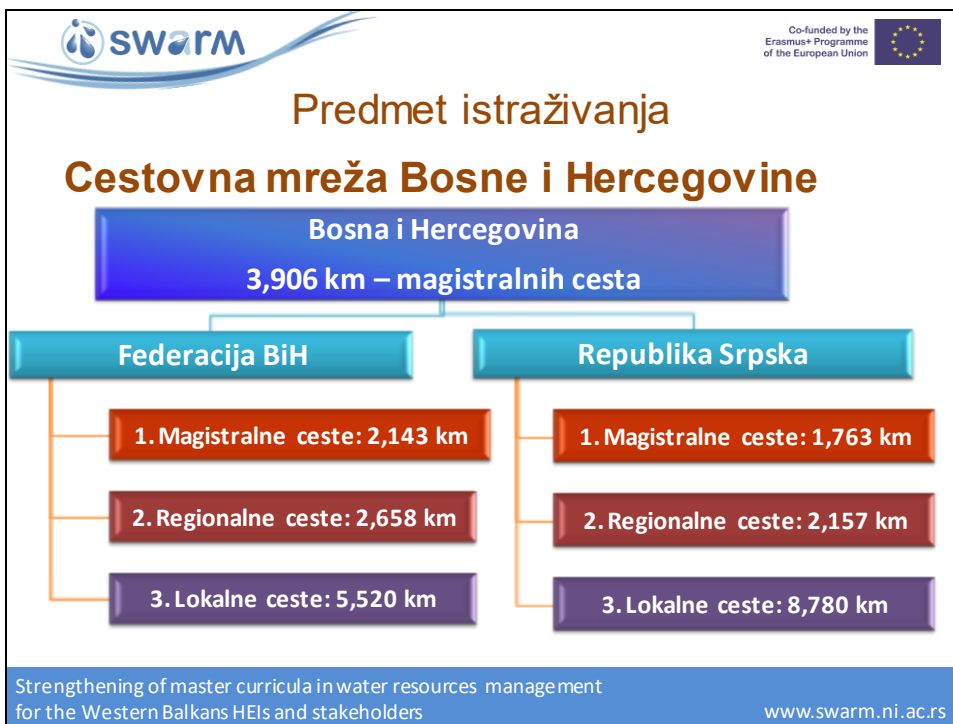 swarm
Co-funded by the
Erasmus+ Programme
of the European Union
Predmet istraživanja
Cestovna mreža Bosne i Hercegovine
Bosna i Hercegovina
3,906 km – magistralnih cesta
Federacija BiH
1. Magistralne ceste: 2,143 km
2. Regionalne ceste: 2,658 km
3. Lokalne ceste: 5,520 km
Republika Srpska
1. Magistralne ceste: 1,763 km
2. Regionalne ceste: 2,157 km
3. Lokalne ceste: 8,780 km
Strengthening of master curricula in water resources management
for the Western Balkans HEIs and stakeholders
www.swarm.ni.ac.rs